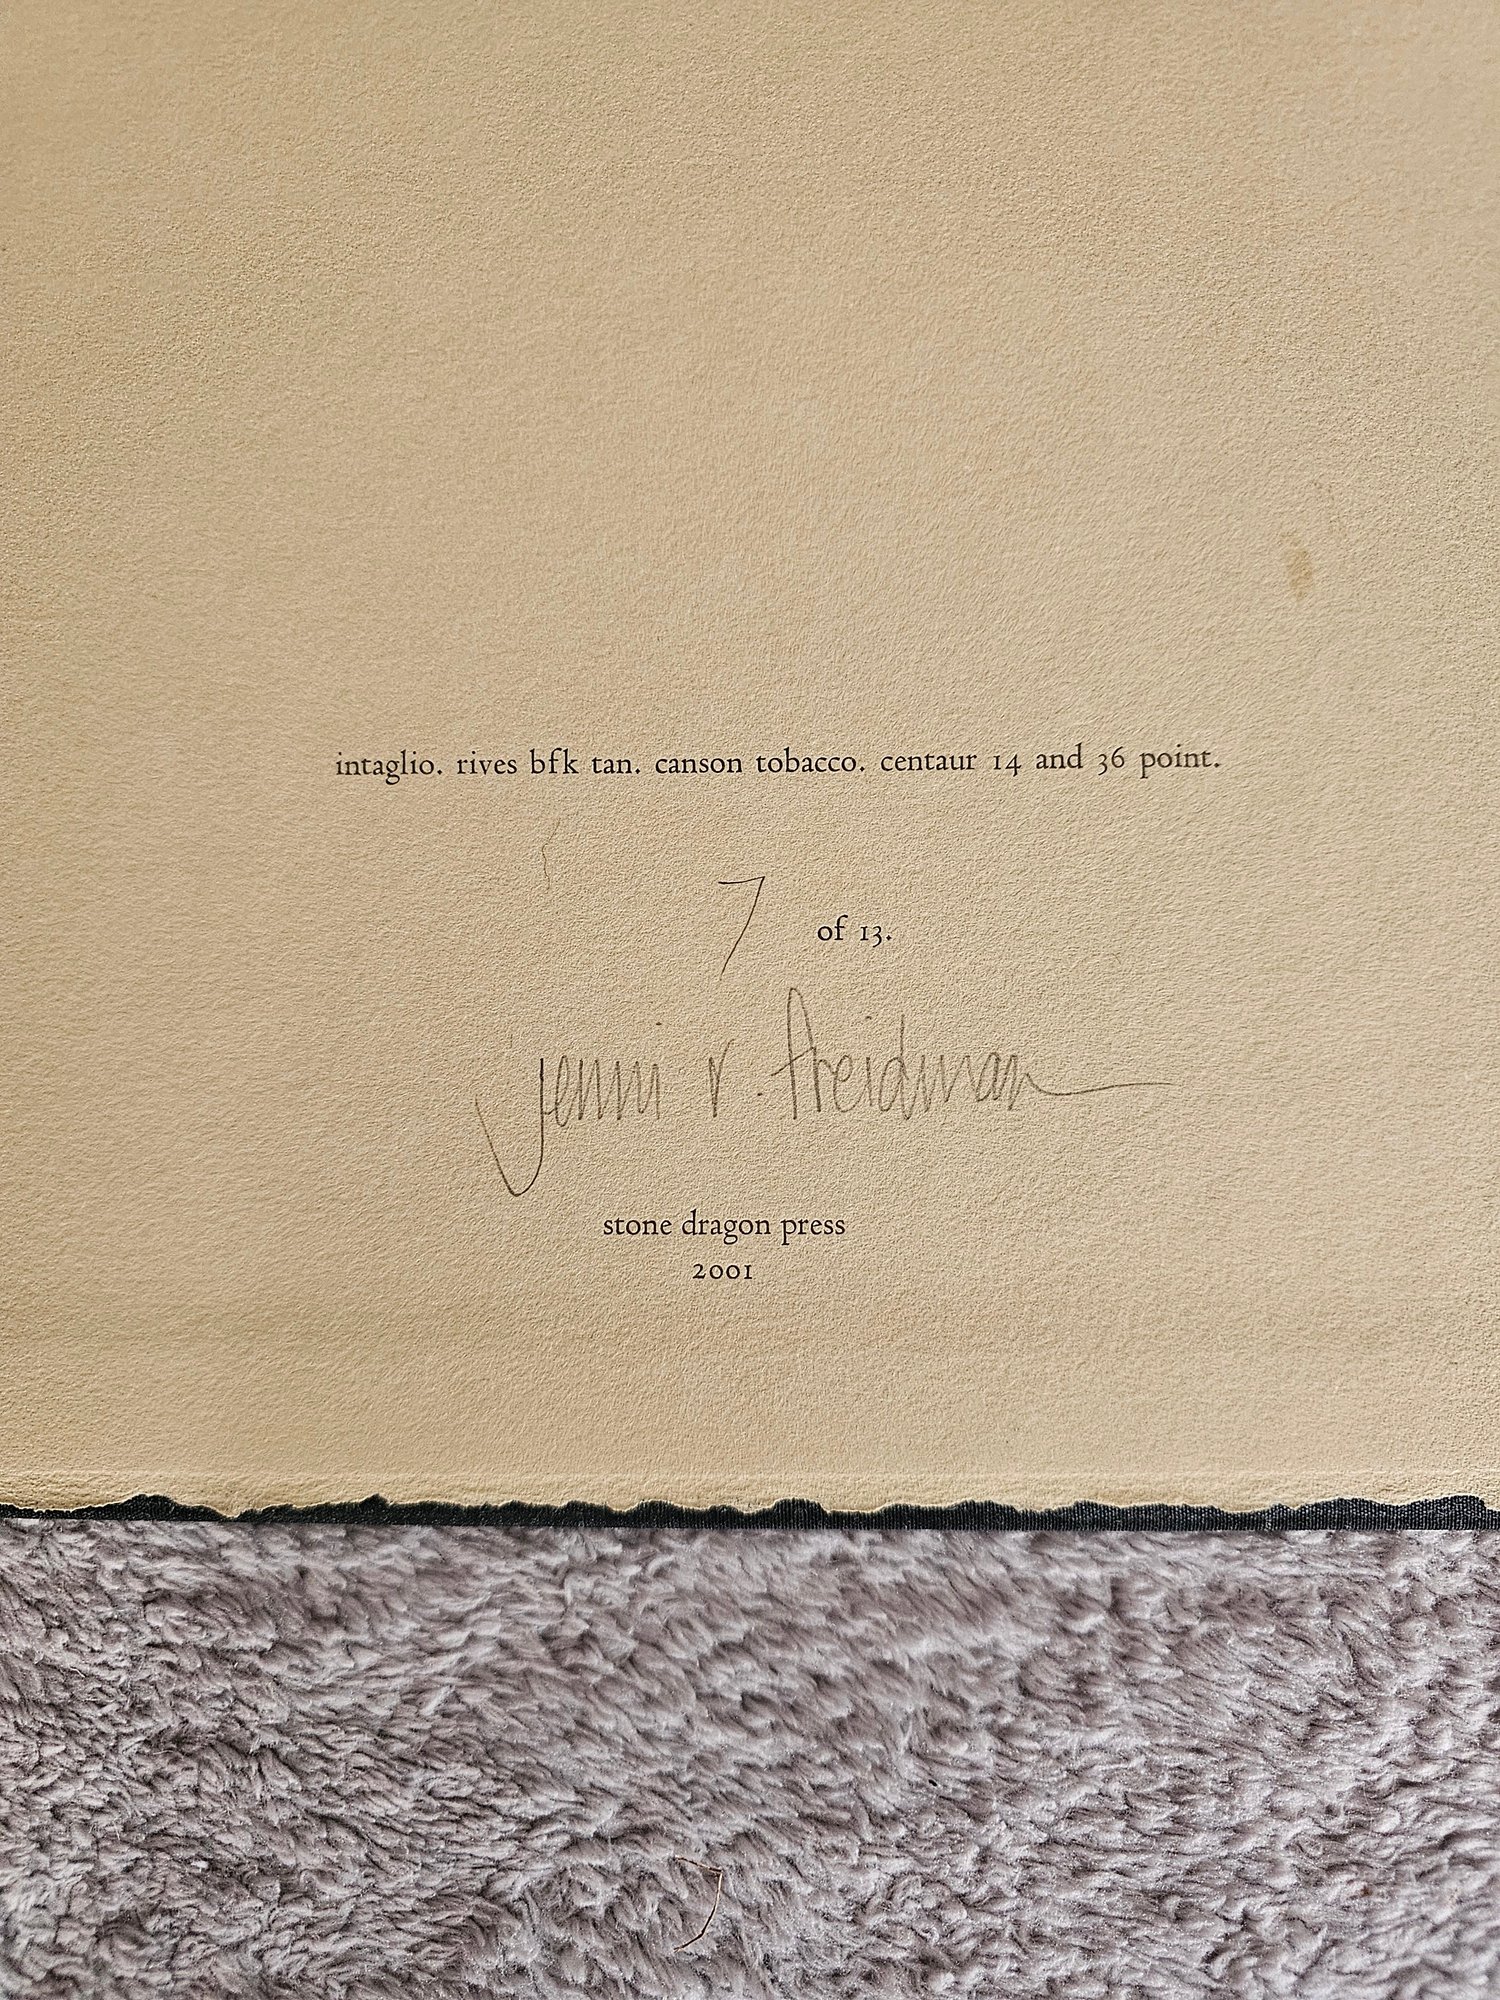 intaglio. rives bfk tan. canson tobacco. centaur 14 and 36 point.
7 of 13.
jenni r. freidman
stone dragon press
2001